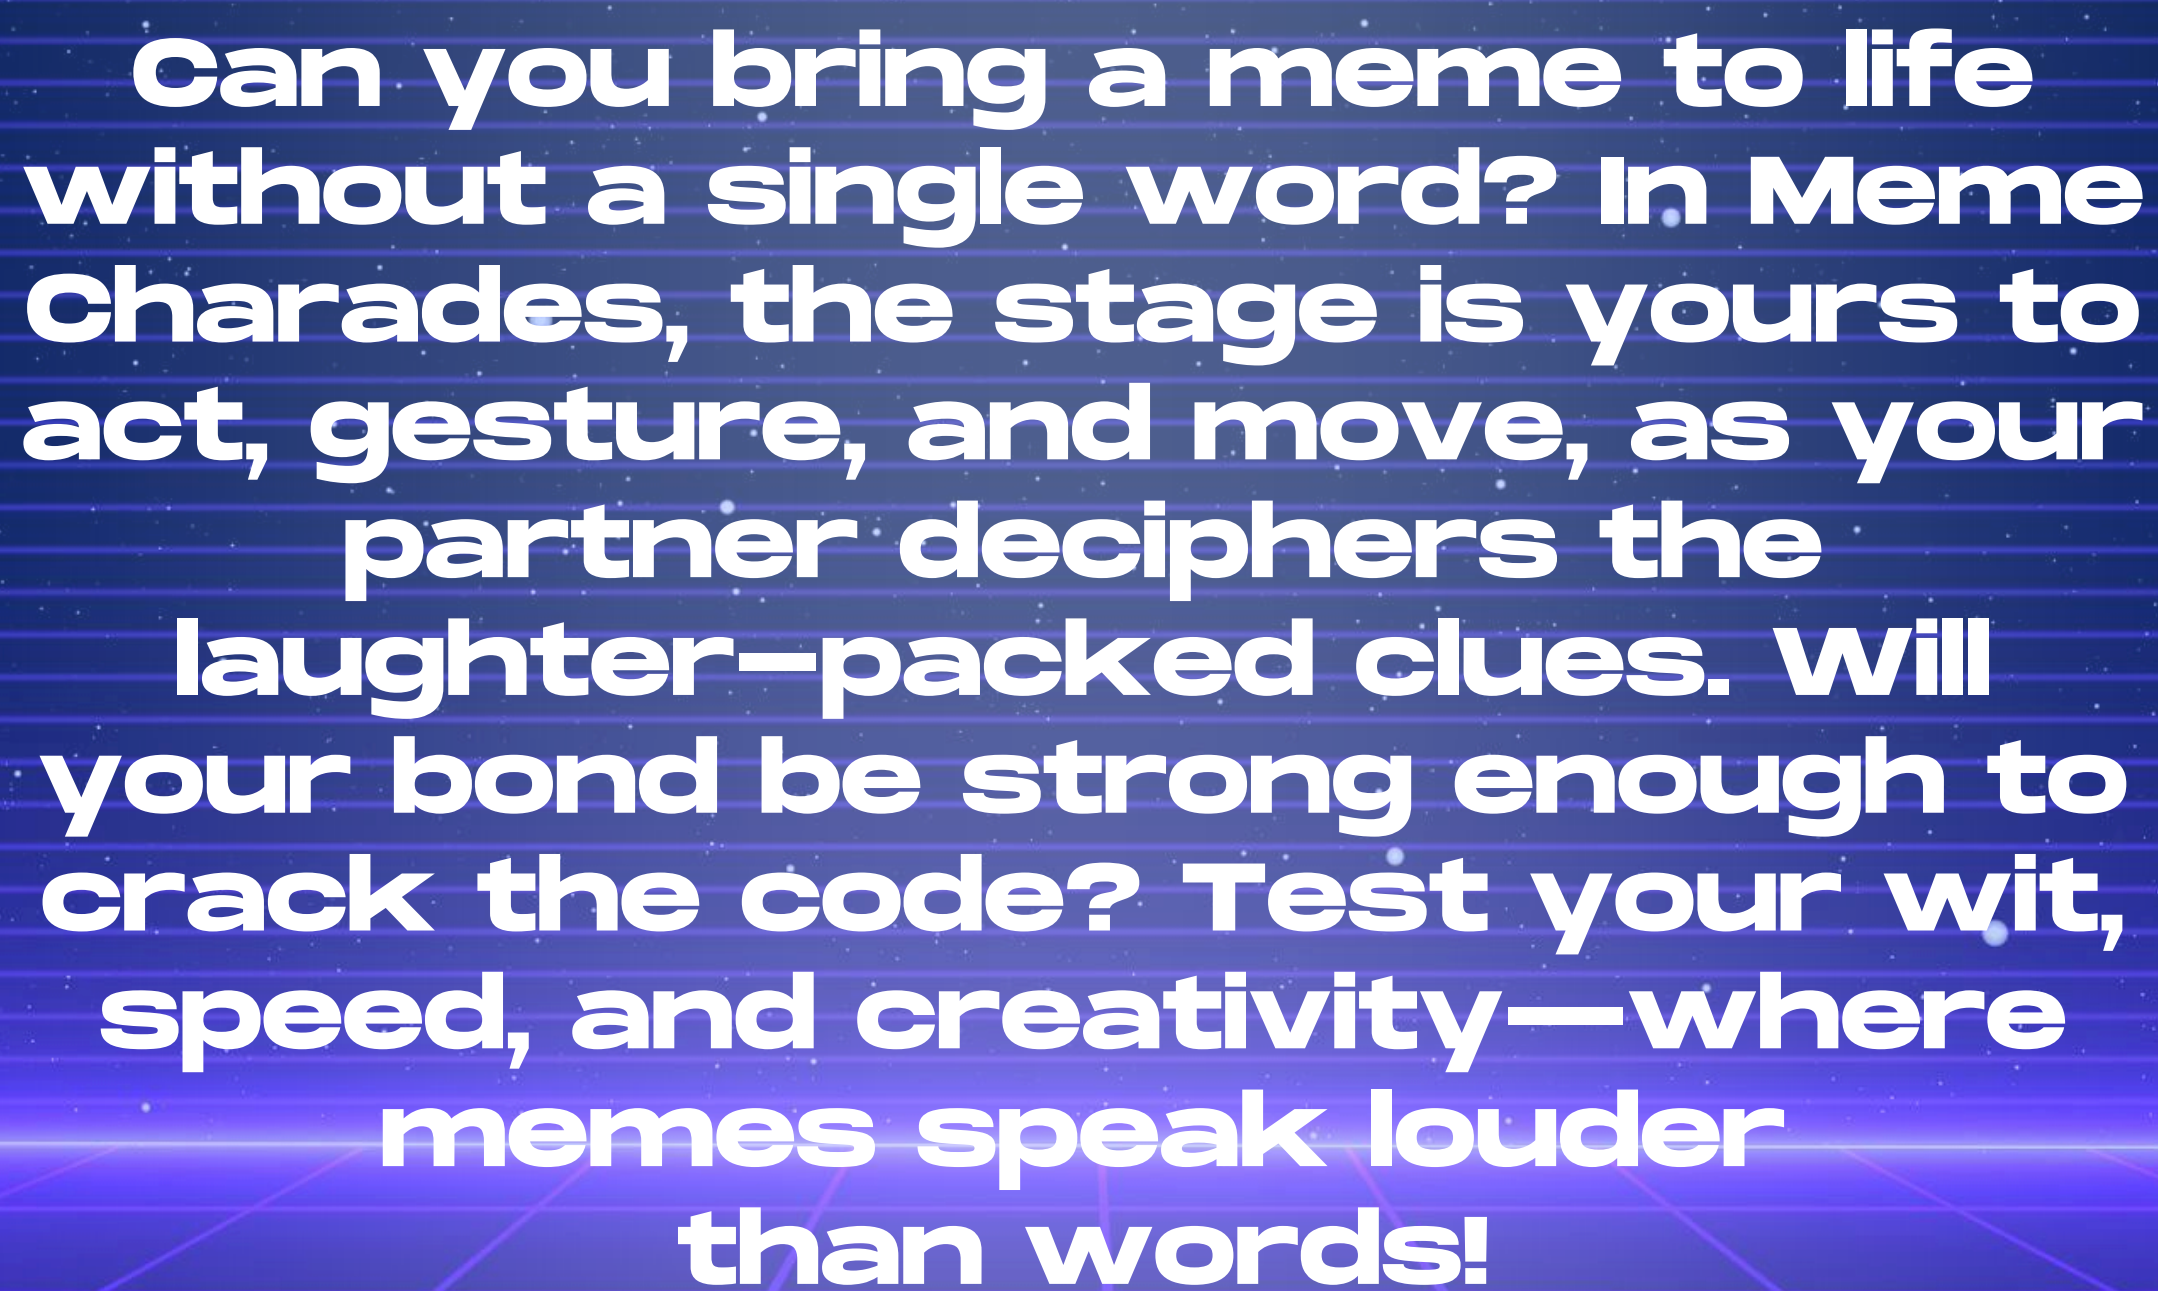 Can you bring a meme to life
without a single word? In Meme
Charades, the stage is yours to
act, gesture, and move, as your
partner deciphers the
laughter-packed clues. Will
your bond be strong enough to
crack the code? Test your wit,
speed, and creativity—where
memes speak louder
than words!